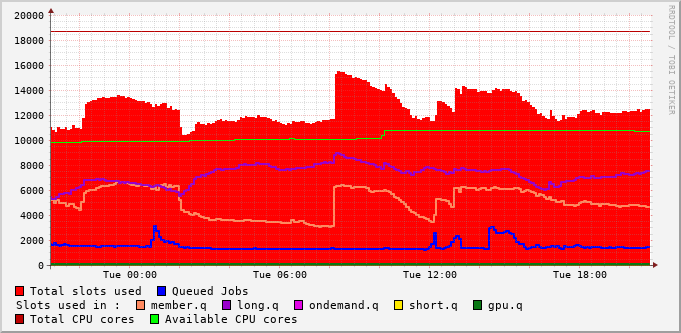 20000
18000
16000
14000
12000
10000
8000
6000
4000
2000
0
Tue 00:00 Tue 06:00 Tue 12:00 Tue 18:00
RRDTOOL / TOBI OETIKER
Total slots used Queued Jobs
Slots used in : member.q long.q ondemand.q short.q gpu.q
Total CPU cores Available CPU cores